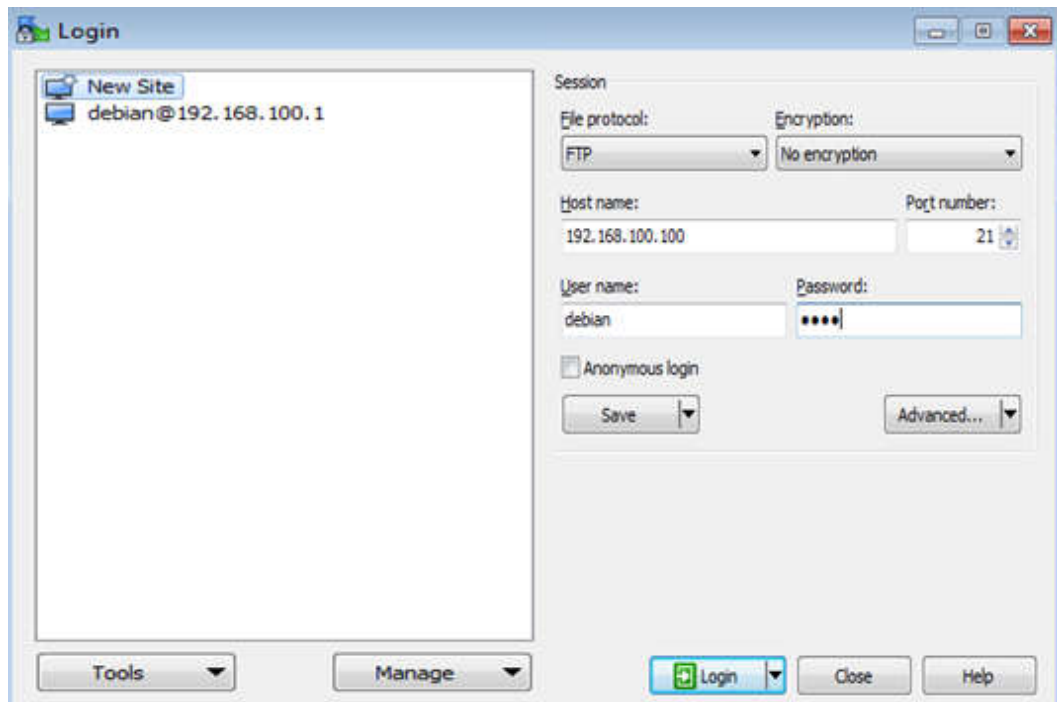 Login
New Site
debian@192.168.100.1
Session
File protocol:
Encryption:
FTP
No encryption
Host name:
Port number:
192.168.100.100
21
User name:
Password:
debian
••••
Anonymous login
Save
Advanced...
Tools
Manage
Login
Close
Help